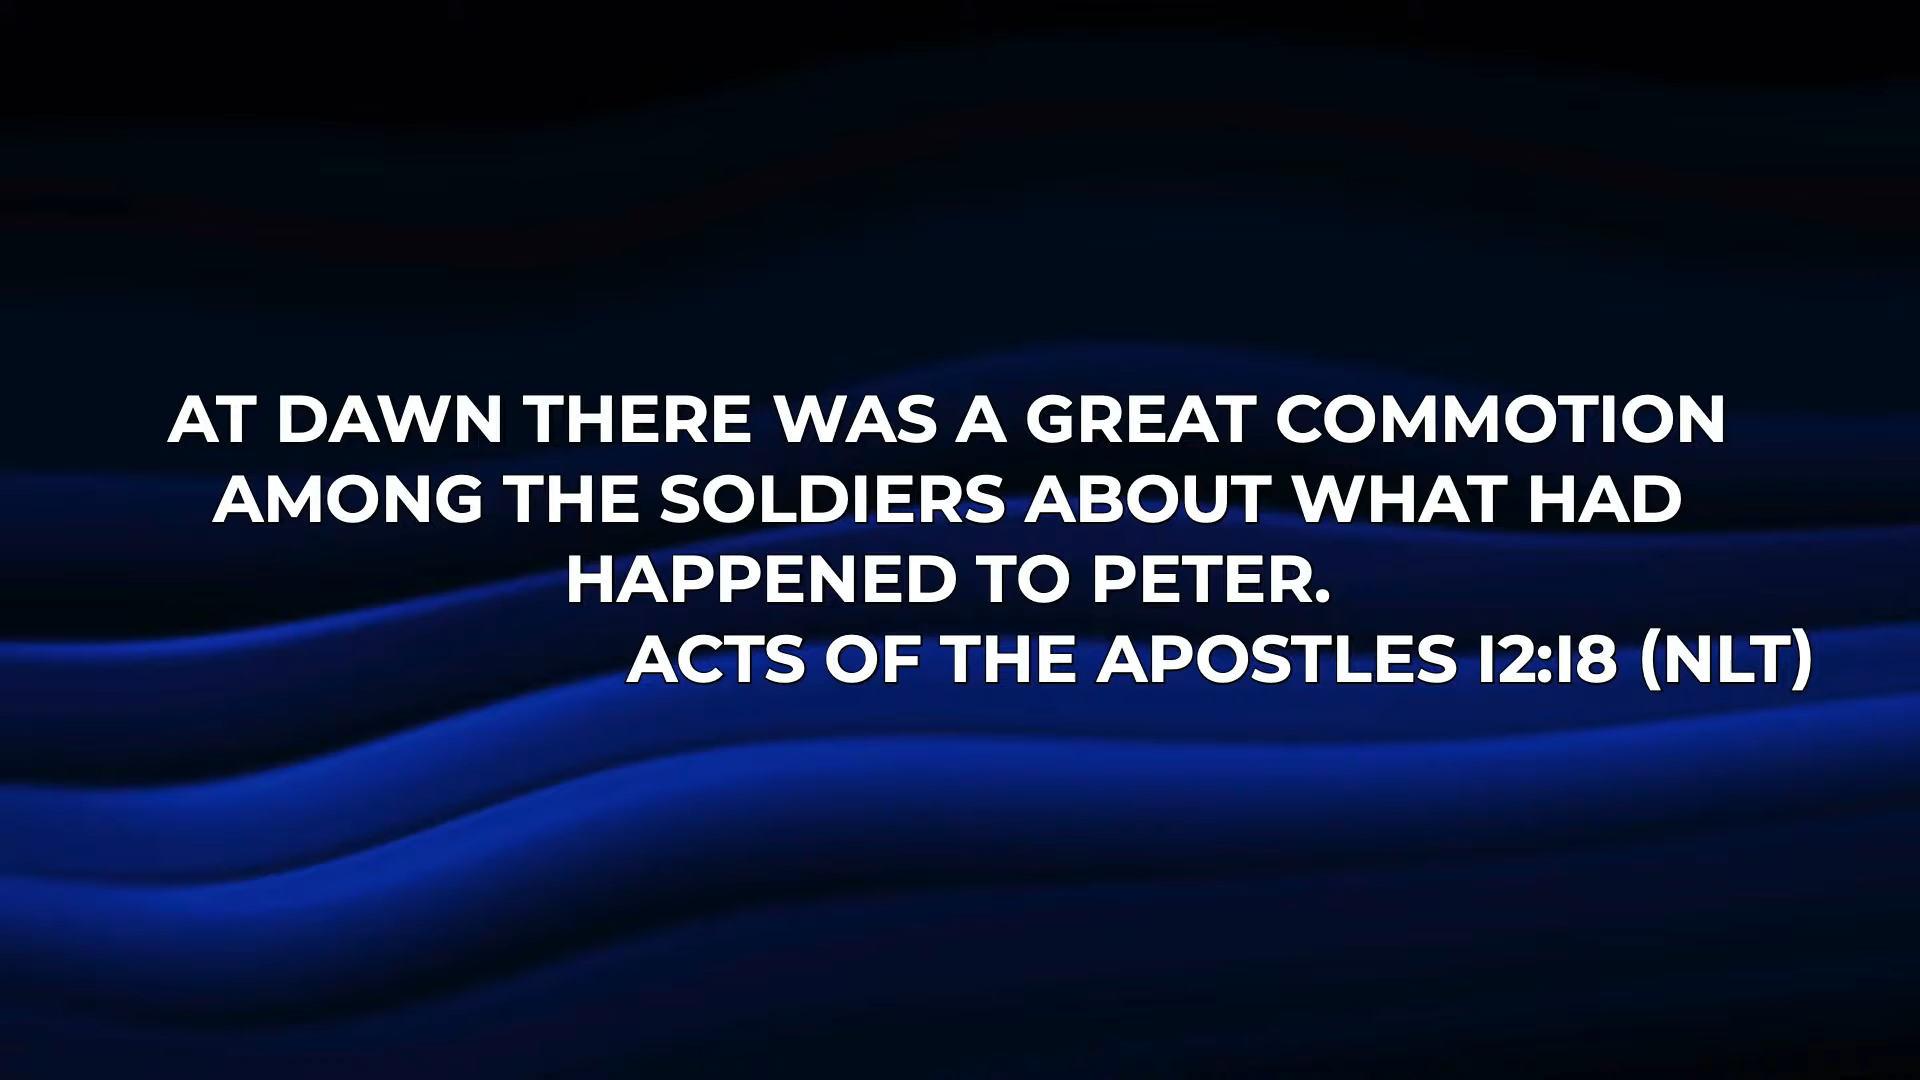 AT DAWN THERE WAS A GREAT COMMOTION
AMONG THE SOLDIERS ABOUT WHAT HAD
HAPPENED TO PETER.
ACTS OF THE APOSTLES 12:18 (NLT)